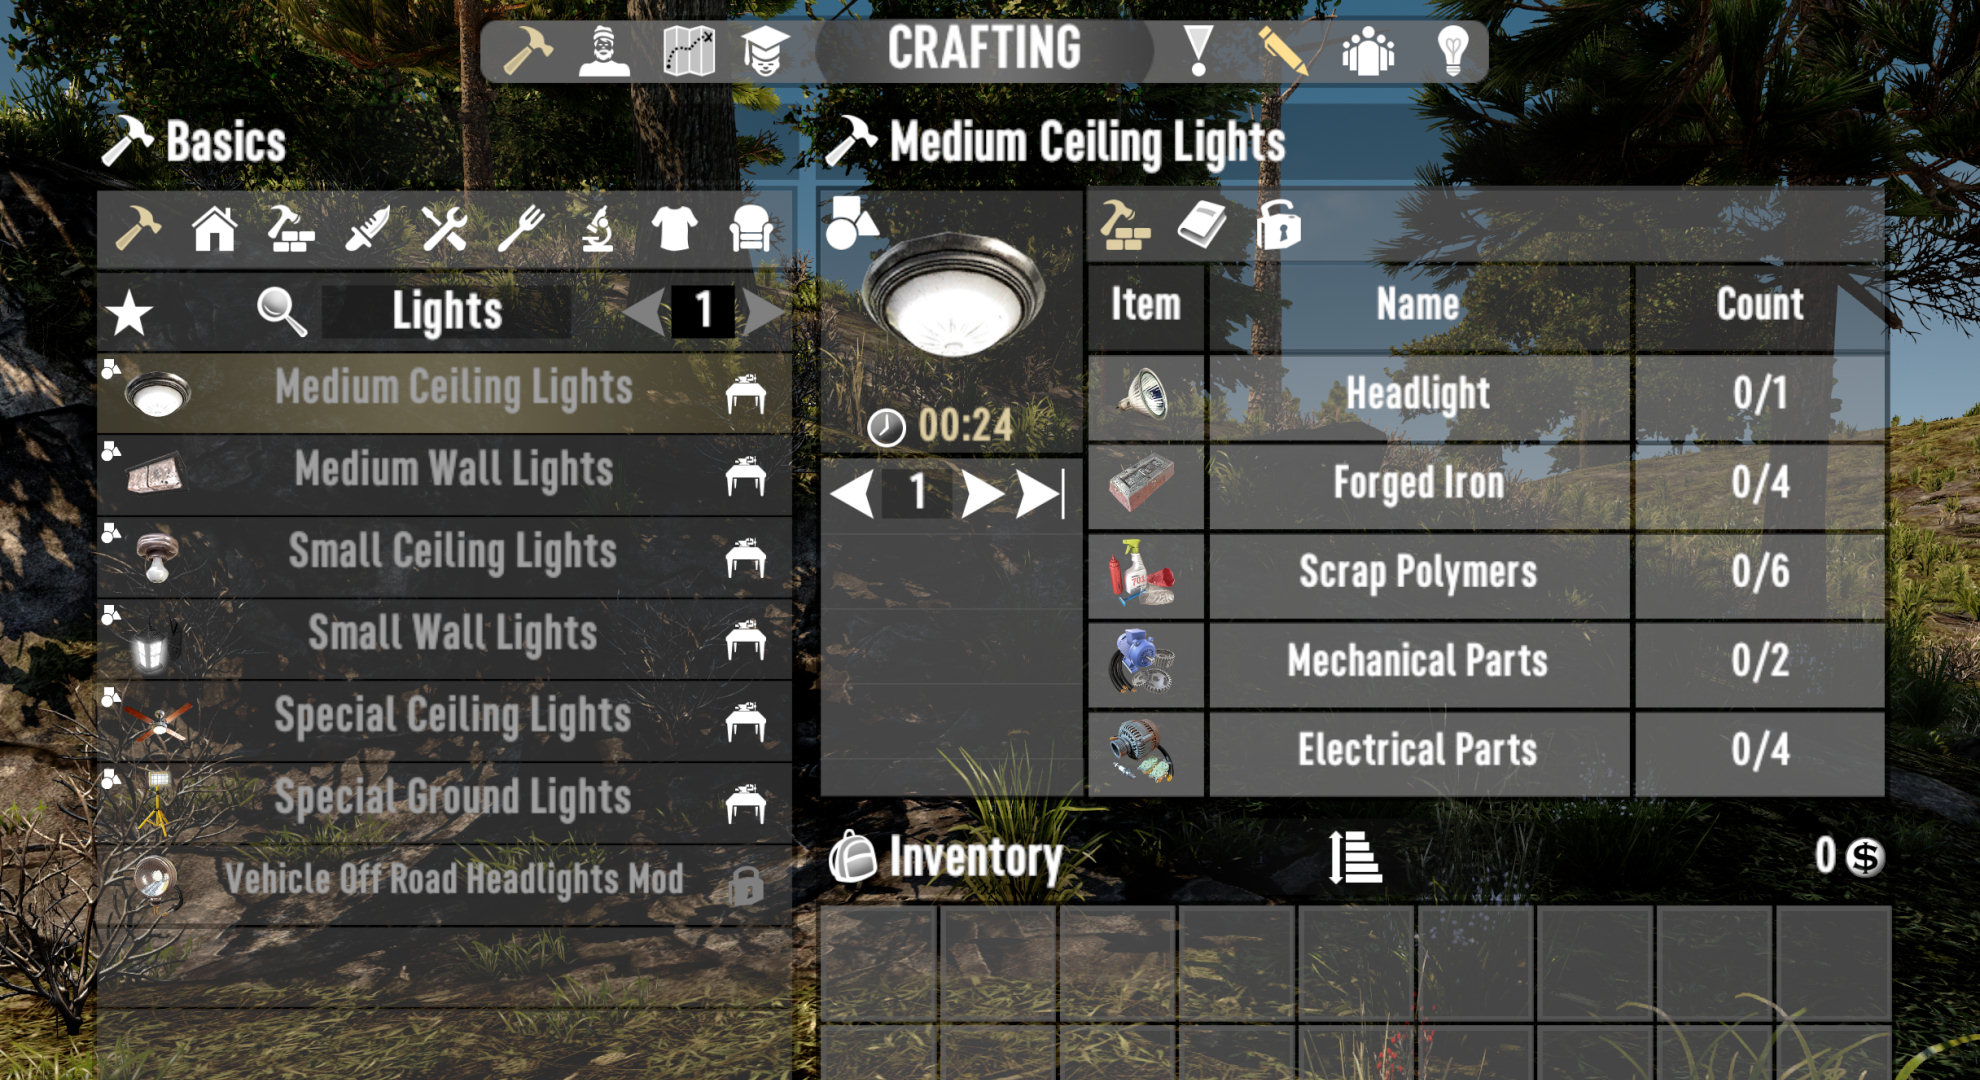 CRAFTING
Basics
Lights
1
Medium Ceiling Lights
Medium Wall Lights
Small Ceiling Lights
Small Wall Lights
Special Ceiling Lights
Special Ground Lights
Vehicle Off Road Headlights Mod
Medium Ceiling Lights
00:24
1
Item Name Count
Headlight 0/1
Forged Iron 0/4
Scrap Polymers 0/6
Mechanical Parts 0/2
Electrical Parts 0/4
Inventory
0 $